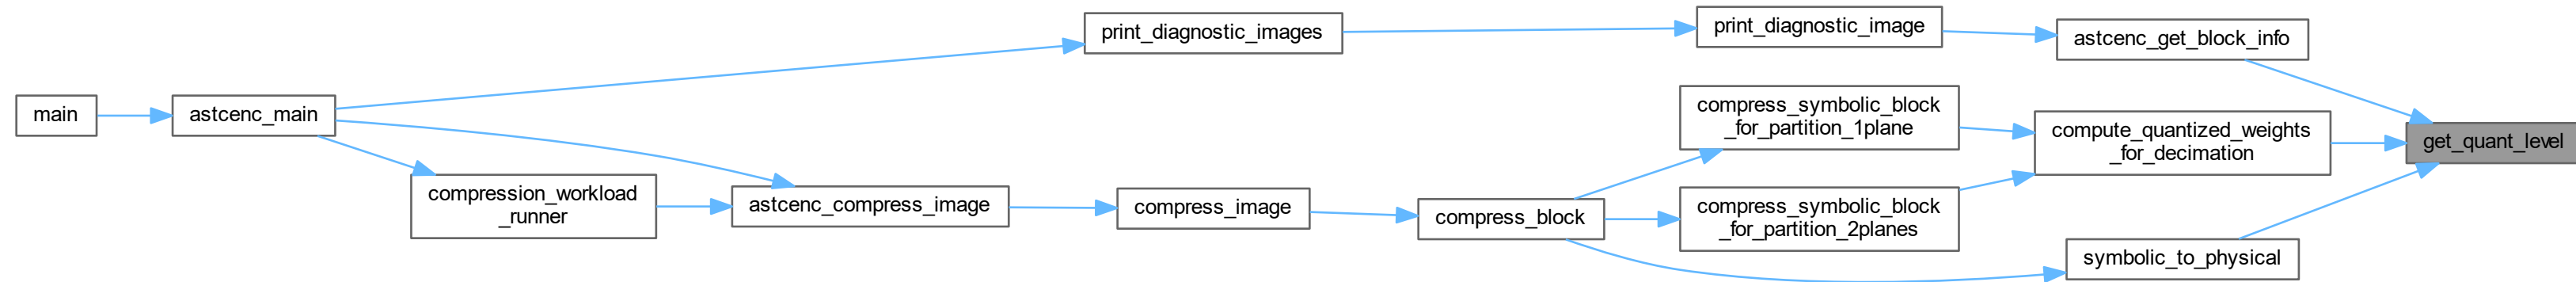 print_diagnostic_images
print_diagnostic_image
astcenc_get_block_info
main
astcenc_main
compress_symbolic_block
_for_partition_1plane
compute_quantized_weights
_for_decimation
get_quant_level
compression_workload
_runner
astcenc_compress_image
compress_image
compress_block
compress_symbolic_block
_for_partition_2planes
symbolic_to_physical